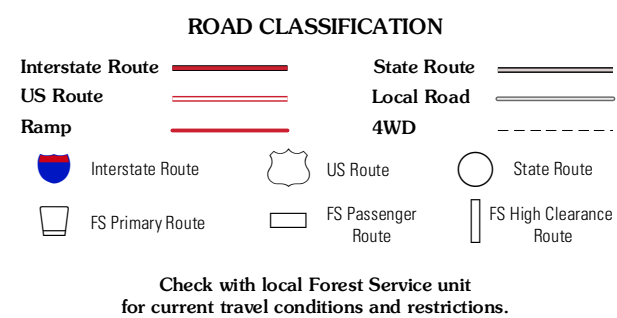 ROAD CLASSIFICATION
Interstate Route
State Route
US Route
Local Road
Ramp
4WD
Interstate Route
US Route
State Route
FS Primary Route
FS Passenger
Route
FS High Clearance
Route
Check with local Forest Service unit
for current travel conditions and restrictions.